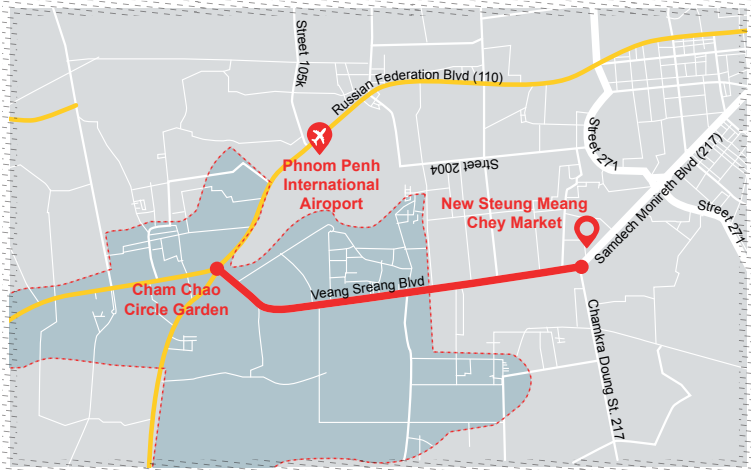 Street 105k
Russian Federation Blvd (110)
Phnom Penh
International
Airoport
Street 2004
Street 271
Samdech Monireth Blvd (217)
Street 271
New Steung Meang
Chey Market
Cham Chao
Circle Garden
Veang Sreang Blvd
Chamkra Doung St. 217